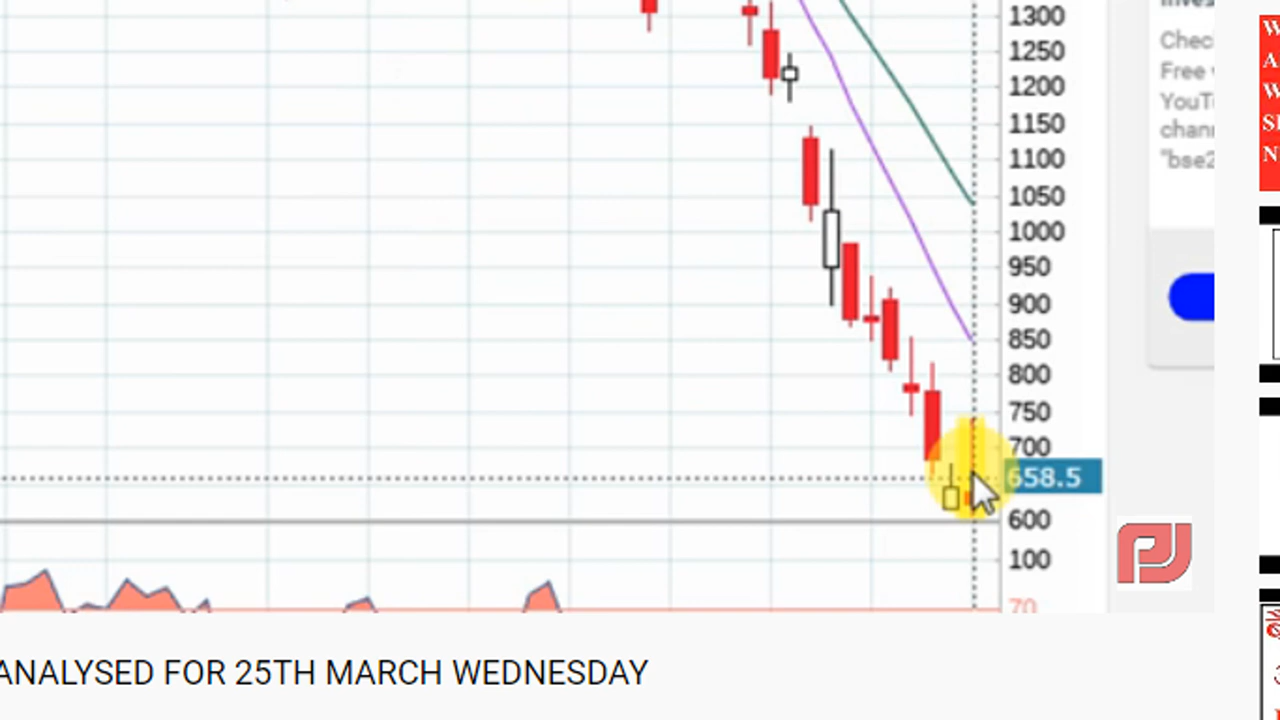 1300
1250
1200
1150
1100
1050
1000
950
900
850
800
750
700
658.5
600
100
70
Chec
Free
YouT
chann
"bse2
ANALYSED FOR 25TH MARCH WEDNESDAY